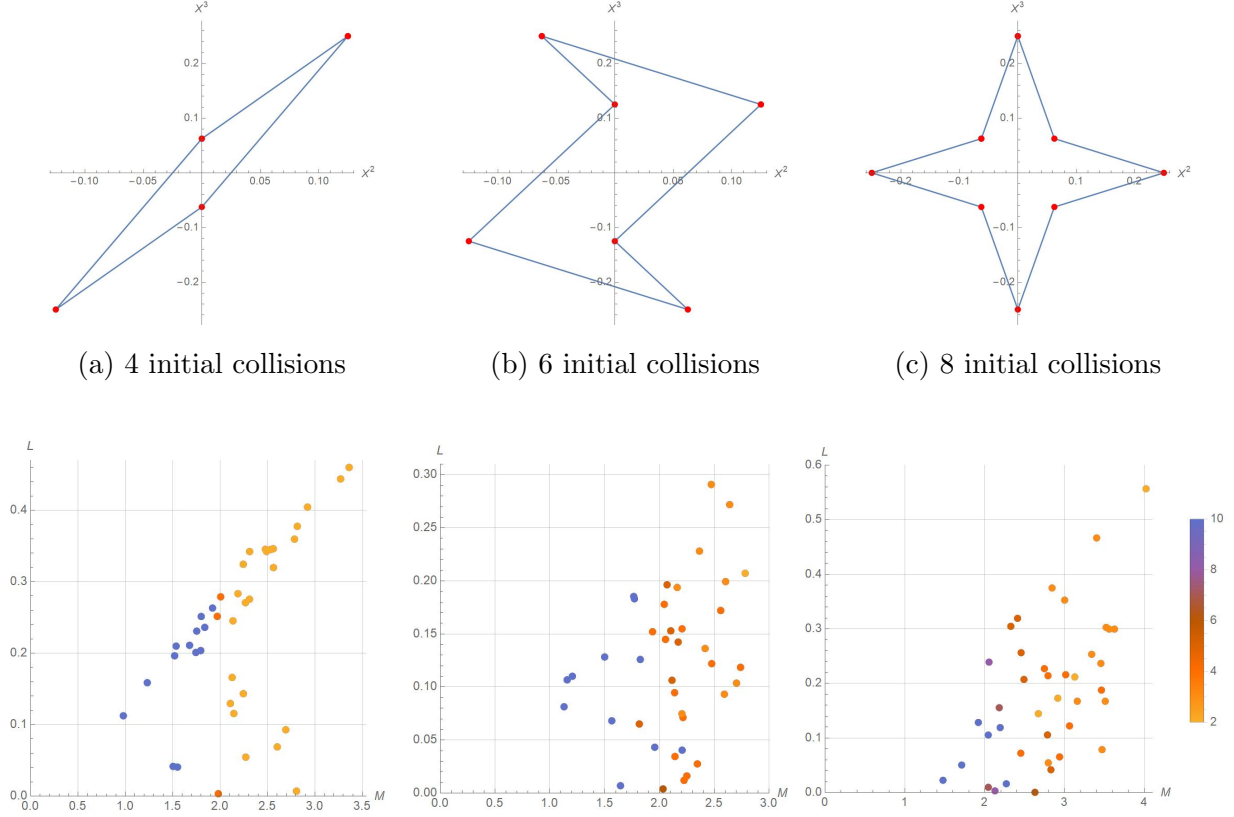 X³ X³ X³
0.2 0.2 0.2
0.1 0.1 0.1
−0.10 −0.05 0.05 0.10 X² −0.10 −0.05 0.05 0.10 X² −0.2 −0.1 0.1 0.2 X²
−0.1 −0.1 −0.1
−0.2 −0.2 −0.2
(a) 4 initial collisions (b) 6 initial collisions (c) 8 initial collisions
L L L
0.4 0.3 0.2 0.1 0.0
0.0 0.5 1.0 1.5 2.0 2.5 3.0 3.5 M
0.30 0.25 0.20 0.15 0.10 0.05 0.00
0.0 0.5 1.0 1.5 2.0 2.5 3.0 M
0.6 0.5 0.4 0.3 0.2 0.1 0.0
0 1 2 3 4 M
10
8
6
4
2